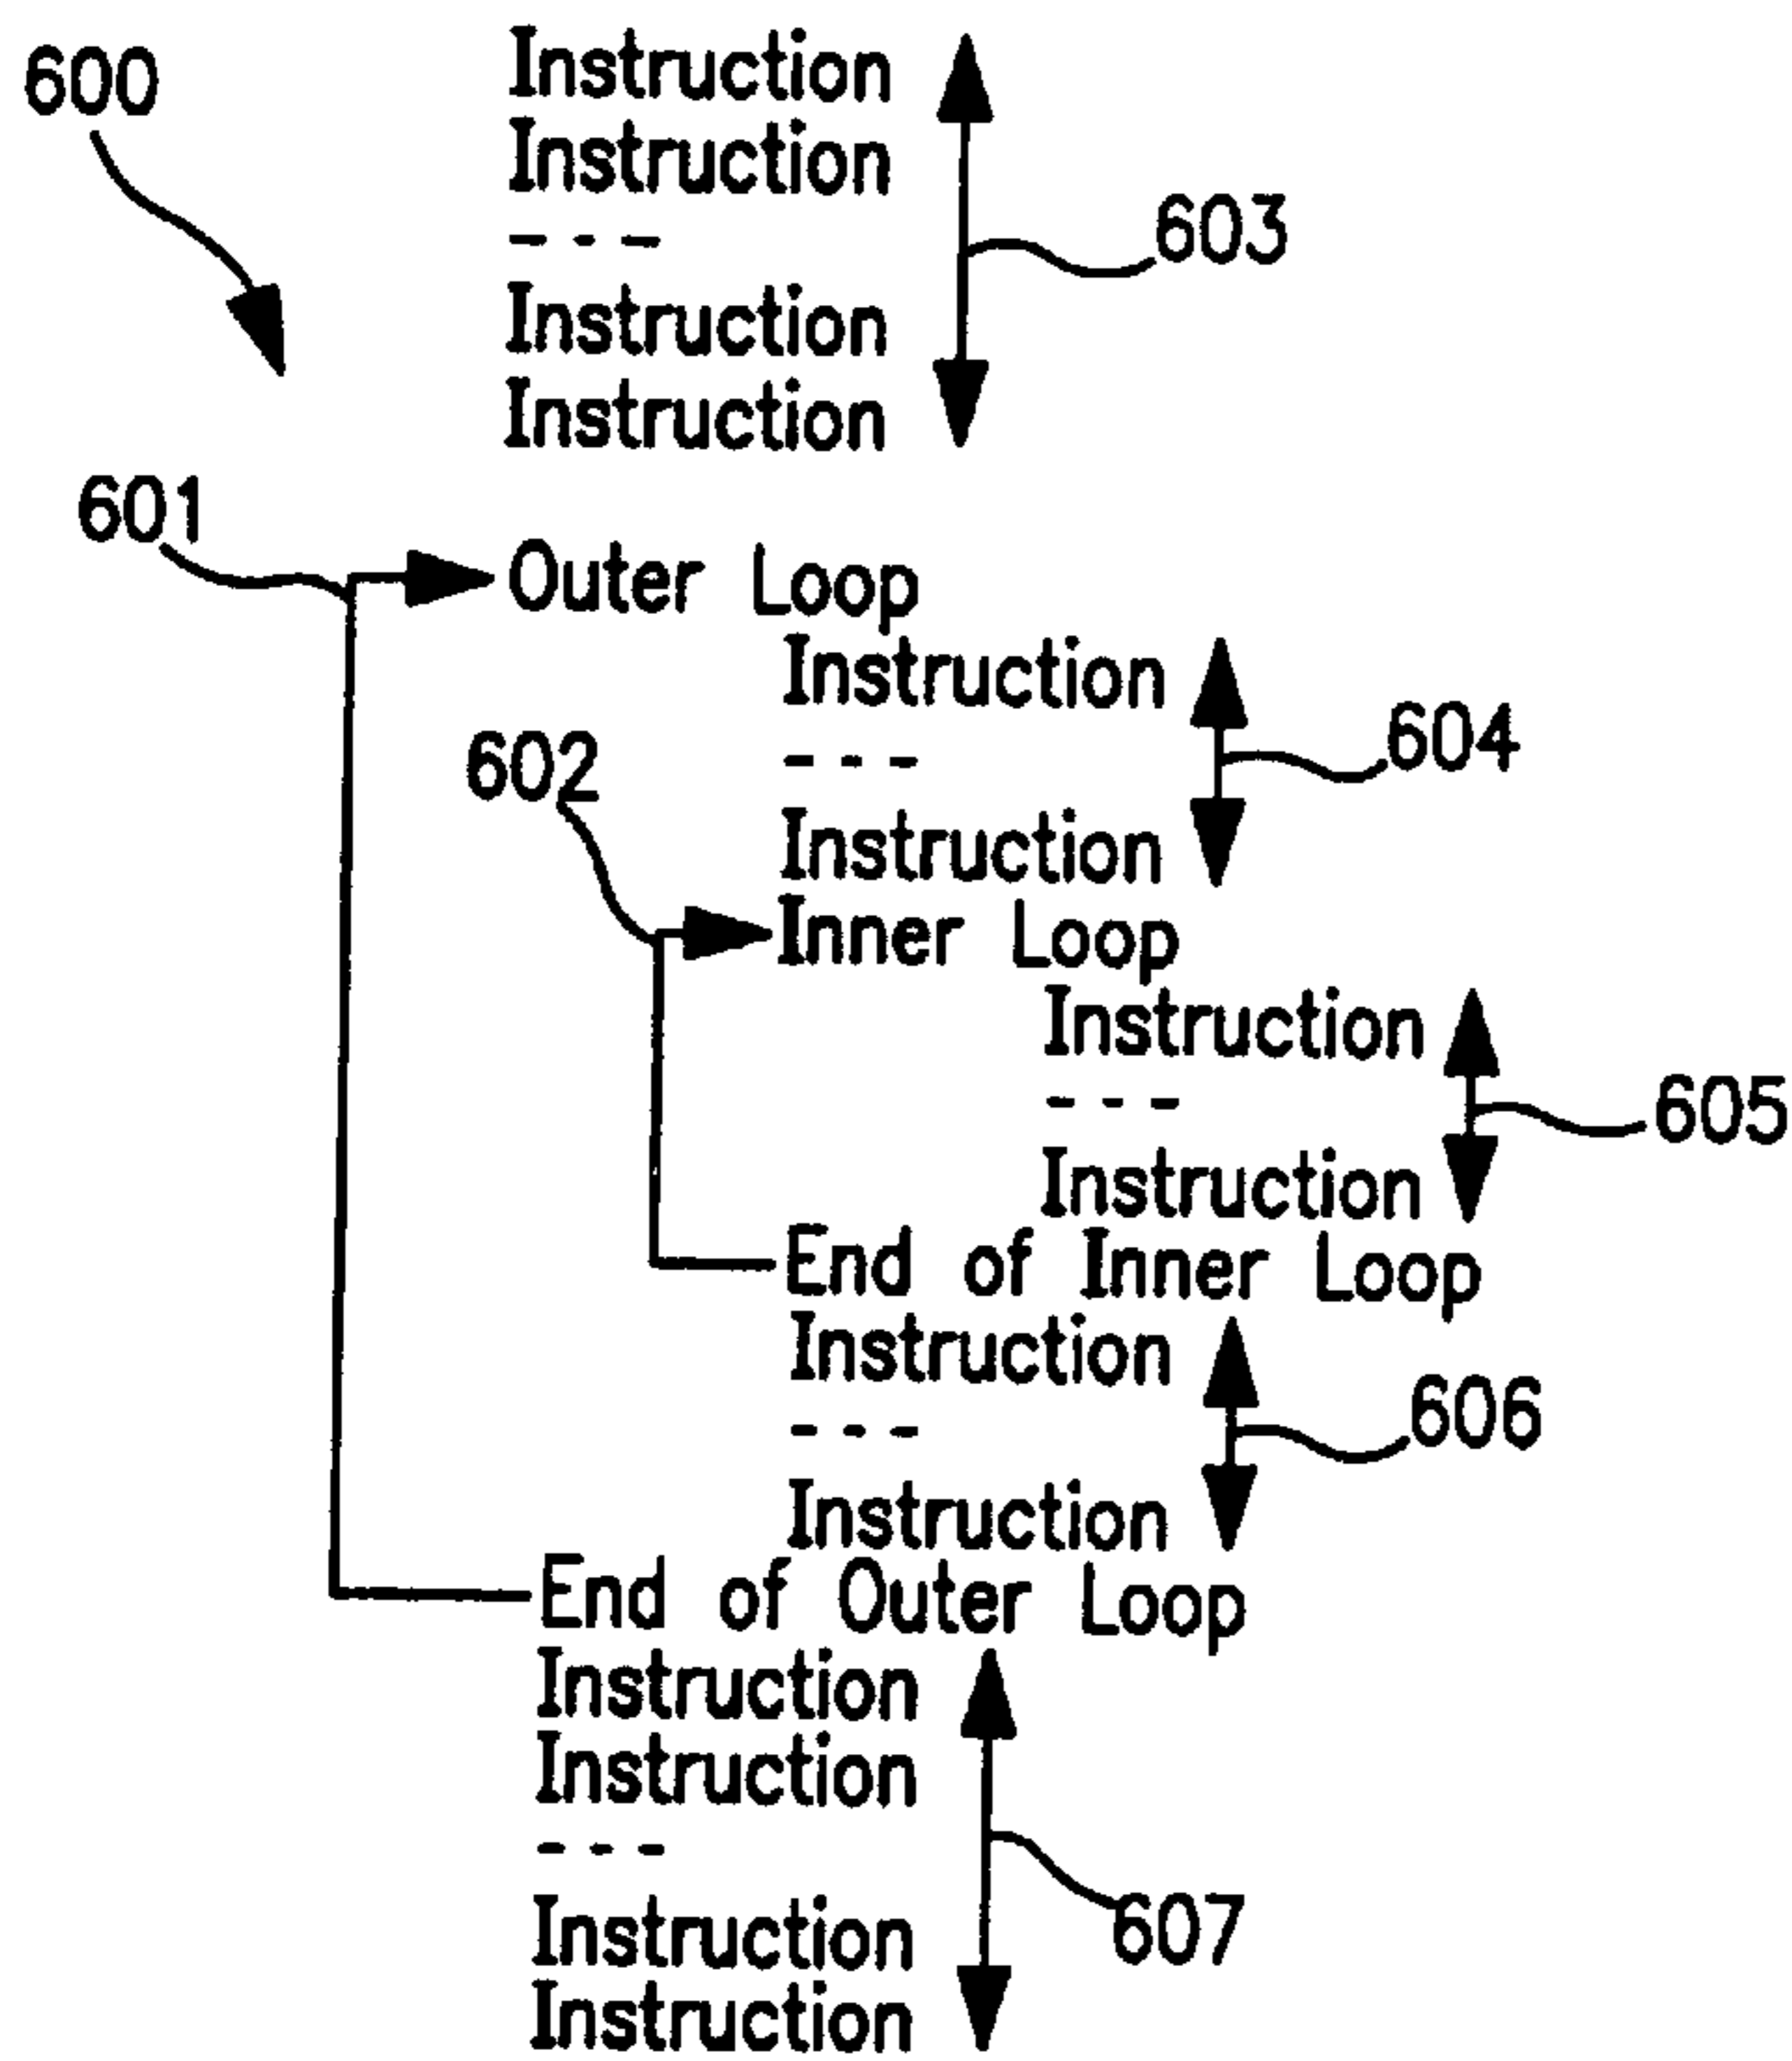 600
Instruction
Instruction
- - -
603
Instruction
Instruction
601
Outer Loop
Instruction
- - -
604
602
Instruction
Inner Loop
Instruction
- - -
605
Instruction
End of Inner Loop
Instruction
- - -
606
Instruction
End of Outer Loop
Instruction
Instruction
- - -
607
Instruction
Instruction